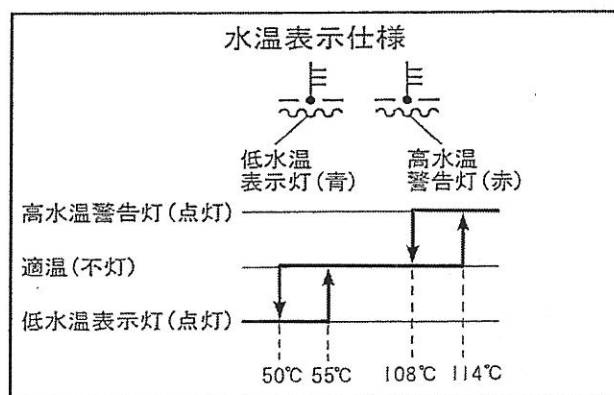 水温表示仕様
低水温
表示灯(青)
高水温
警告灯(赤)
高水温警告灯(点灯)
適温(不灯)
低水温表示灯(点灯)
50℃ 55℃ 108℃ 114℃